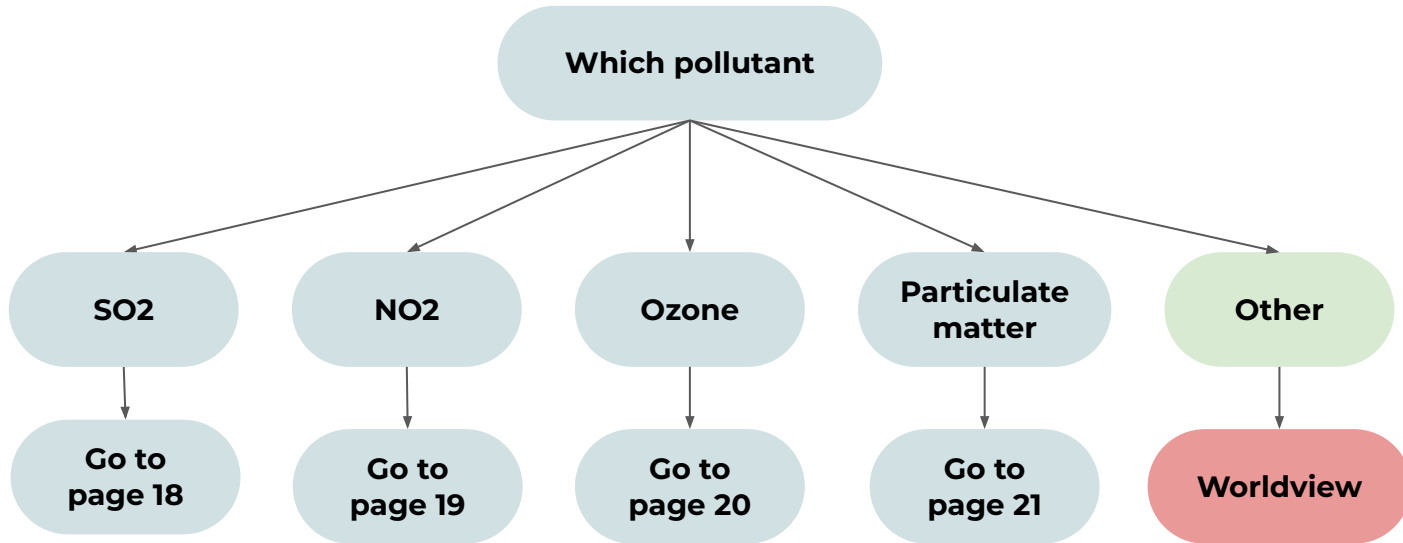 Which pollutant
SO2
NO2
Ozone
Particulate
matter
Other
Go to
page 18
Go to
page 19
Go to
page 20
Go to
page 21
Worldview